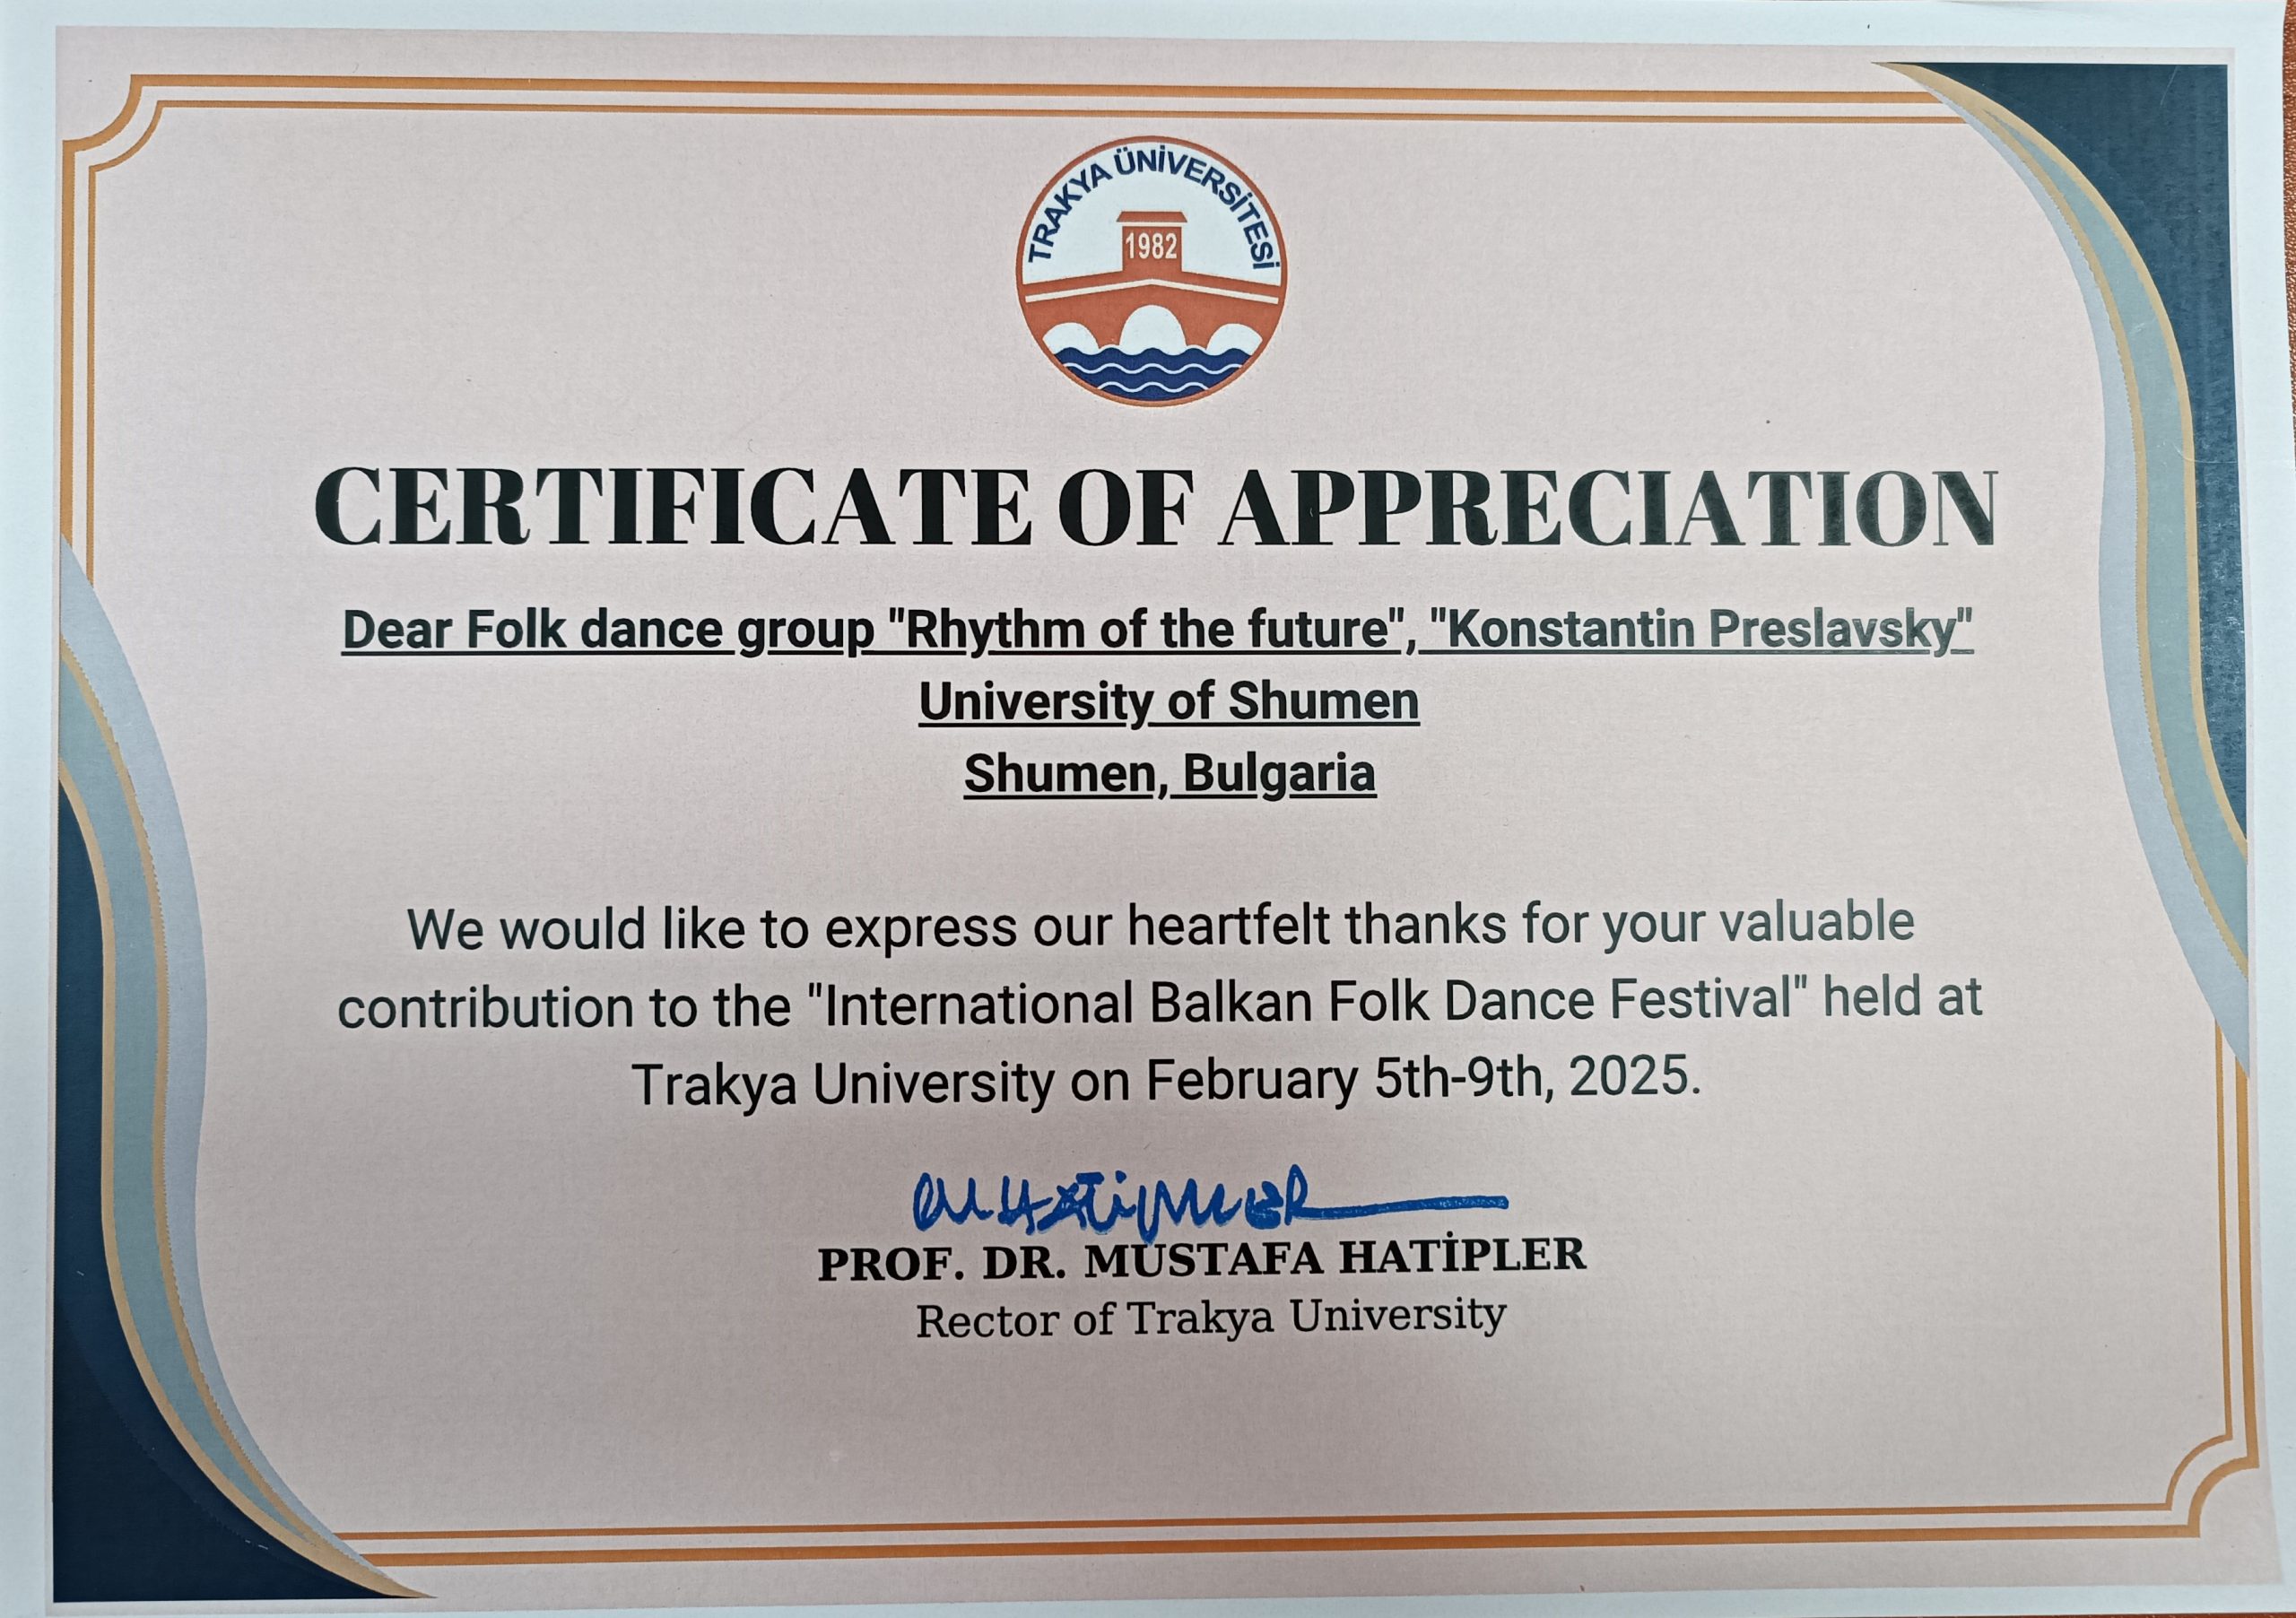 TRAKYA ÜNİVERSİTESİ
1982
CERTIFICATE OF APPRECIATION
Dear Folk dance group "Rhythm of the future", "Konstantin Preslavsky"
University of Shumen
Shumen, Bulgaria
We would like to express our heartfelt thanks for your valuable
contribution to the "International Balkan Folk Dance Festival" held at
Trakya University on February 5th-9th, 2025.
PROF. DR. MUSTAFA HATİPLER
Rector of Trakya University